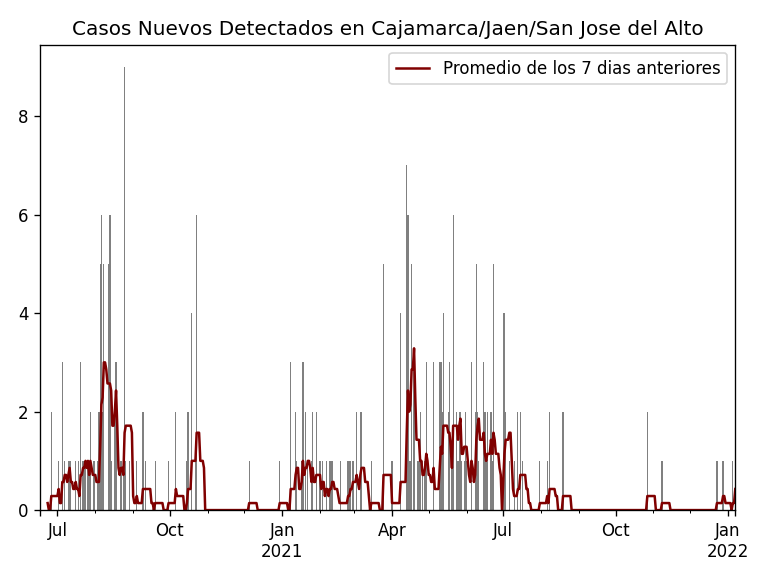 Casos Nuevos Detectados en Cajamarca/Jaen/San Jose del Alto
Promedio de los 7 dias anteriores
8
6
4
2
0
Jul Oct Jan Apr Jul Oct Jan
2021 2022